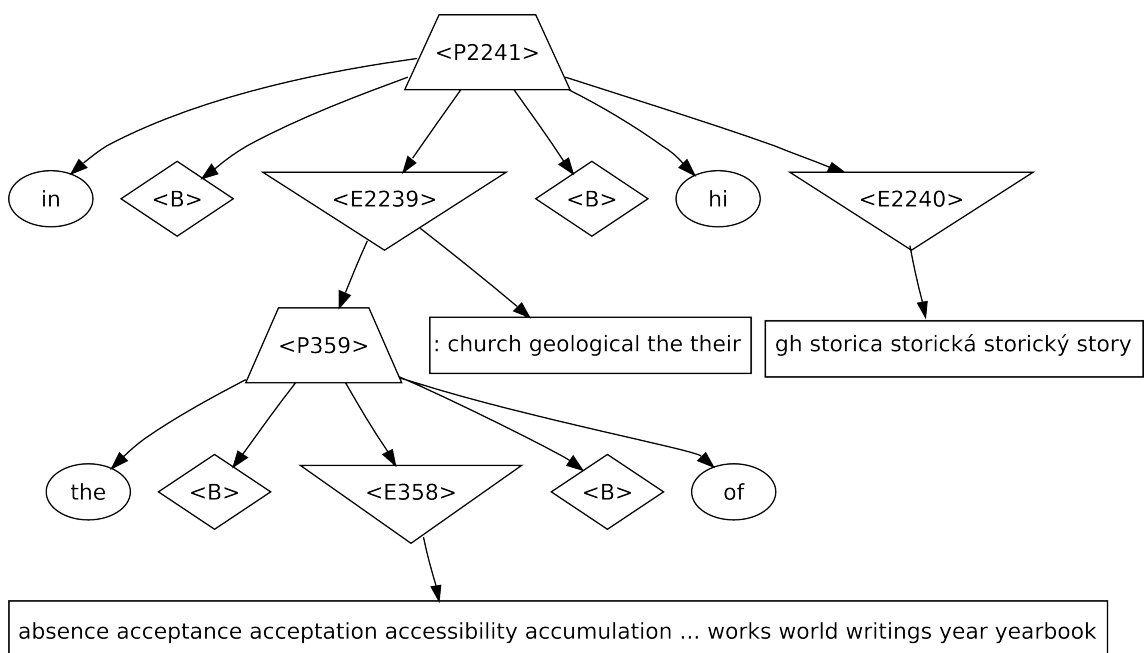 <P2241>
in <B> <E2239> <B> hi <E2240>
<P359> : church geological the their gh storica storická storický story
the <B> <E358> <B> of
absence acceptance acceptation accessibility accumulation ... works world writings year yearbook